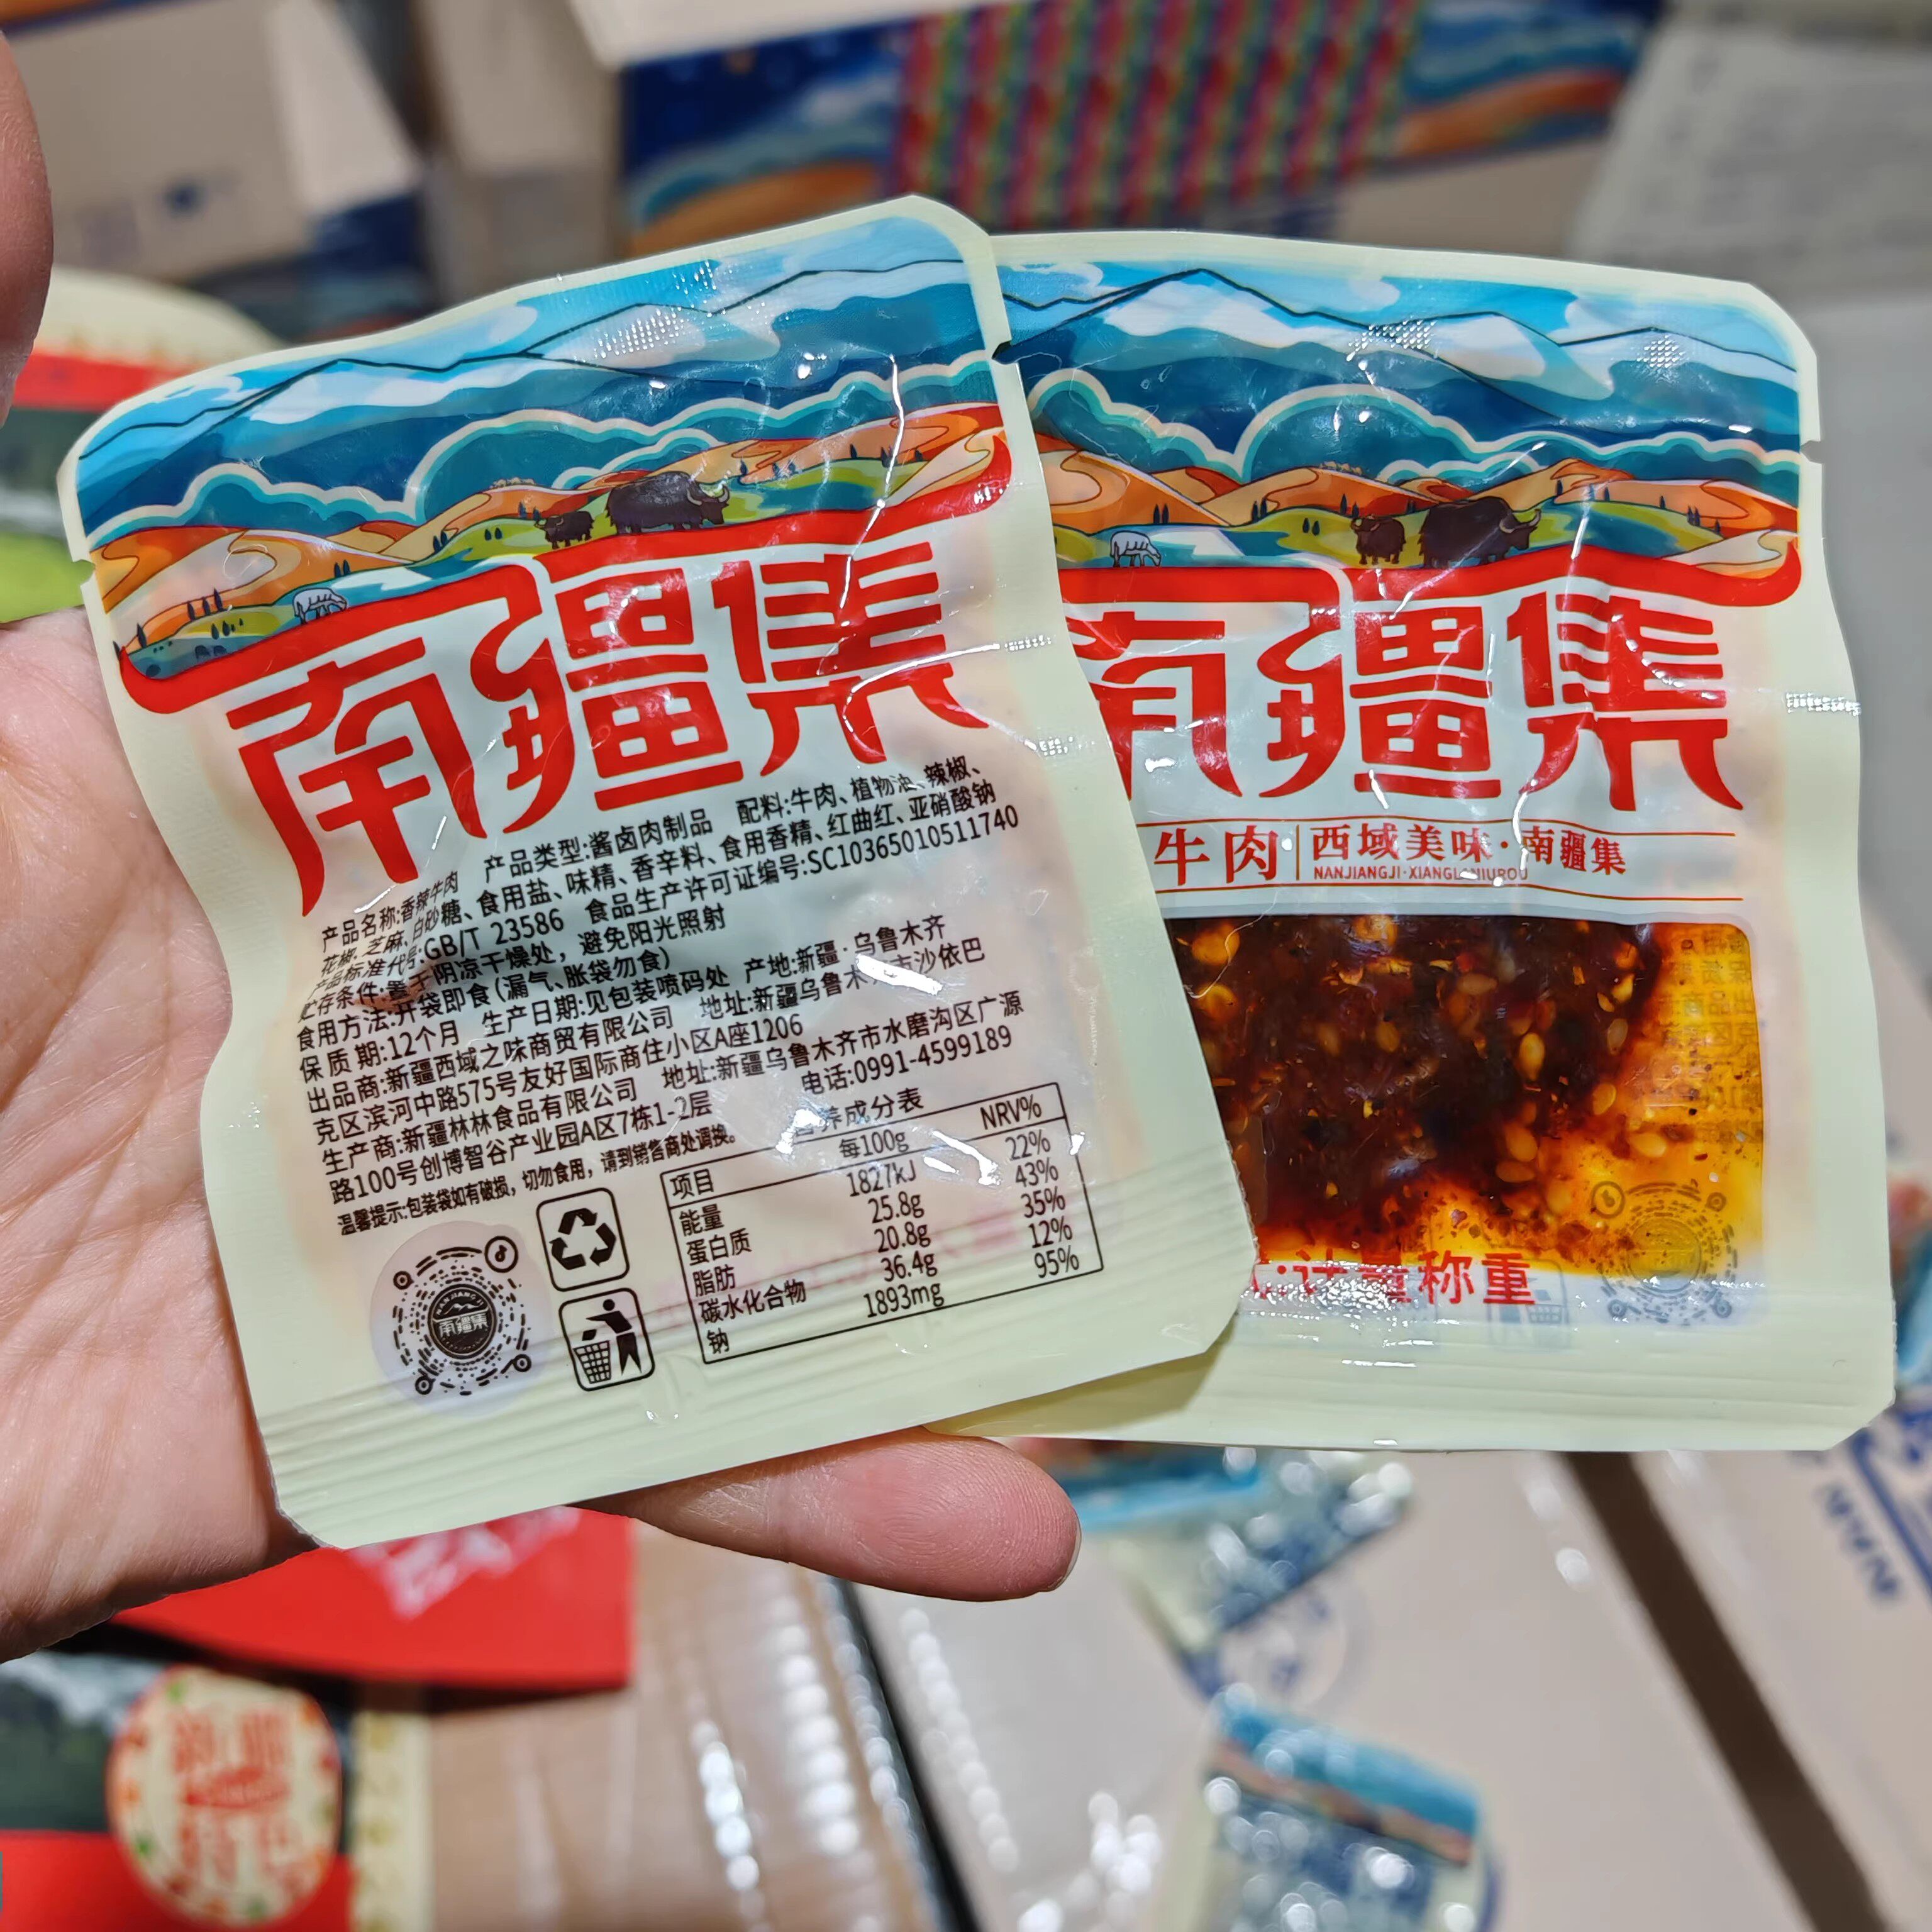 南疆集
产品名称:香辣牛肉 产品类型:酱卤肉制品 配料:牛肉、植物油、辣椒、
花椒、芝麻、白砂糖、食用盐、味精、香辛料、食用香精、红曲红、亚硝酸钠
产品标准代号:GB/T 23586 食品生产许可证编号:SC10365010511740
贮存条件:置于阴凉干燥处，避免阳光照射
食用方法:开袋即食(漏气、胀袋勿食)
保质期:12个月 生产日期:见包装喷码处 产地:新疆·乌鲁木齐
出品商:新疆西域之味商贸有限公司 地址:新疆乌鲁木 市沙依巴
克区滨河中路575号友好国际商住小区A座1206
生产商:新疆林林食品有限公司 地址:新疆乌鲁木齐市水磨沟区广源
路100号创博智谷产业园A区7栋1-2层 电话:0991-4599189
温馨提示:包装袋如有破损，切勿食用，请到销售商处调换。
营养成分表
项目 每100g NRV%
能量 1827kJ 22%
蛋白质 25.8g 43%
脂肪 20.8g 35%
碳水化合物 36.4g 12%
钠 1893mg 95%
南疆集
南疆集
牛肉 西域美味·南疆集
NANJIANGJI·XIANGLANIUROU
·计量称重